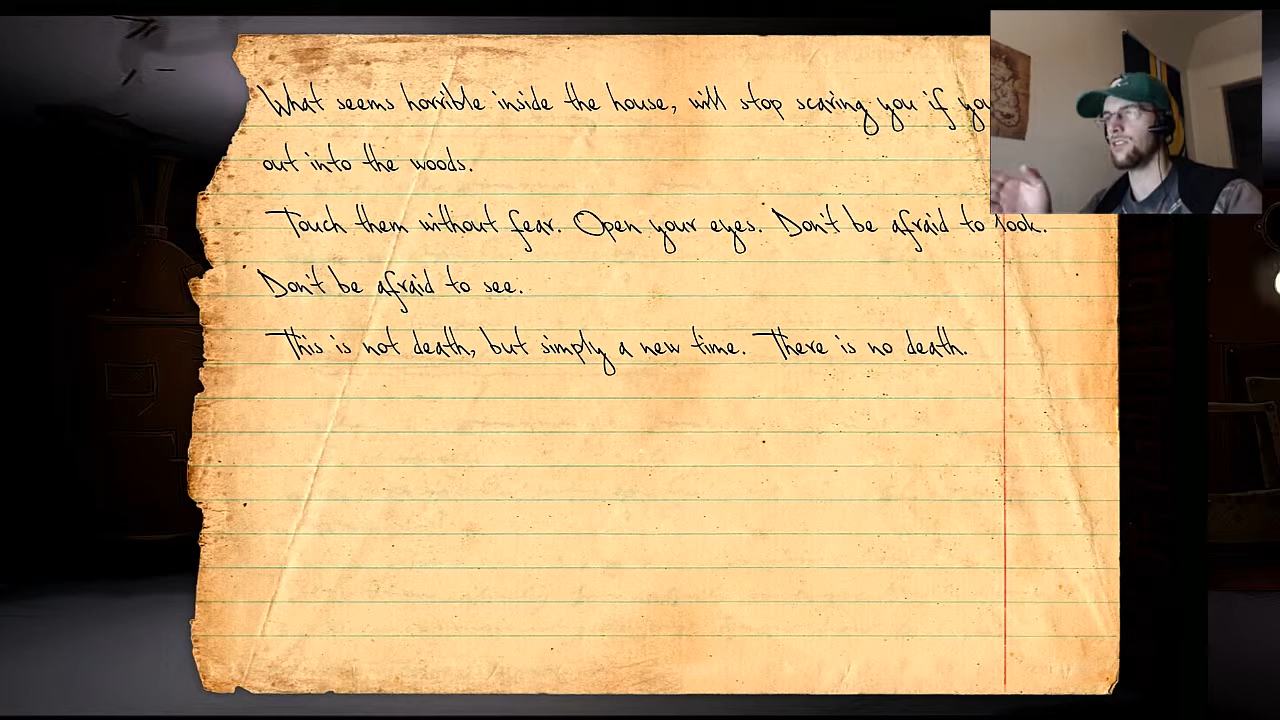 What seems horrible inside the house, will stop scaring you if you
out into the woods.
Touch them without fear. Open your eyes. Don't be afraid to look.
Don't be afraid to see.
This is not death, but simply a new time. There is no death.